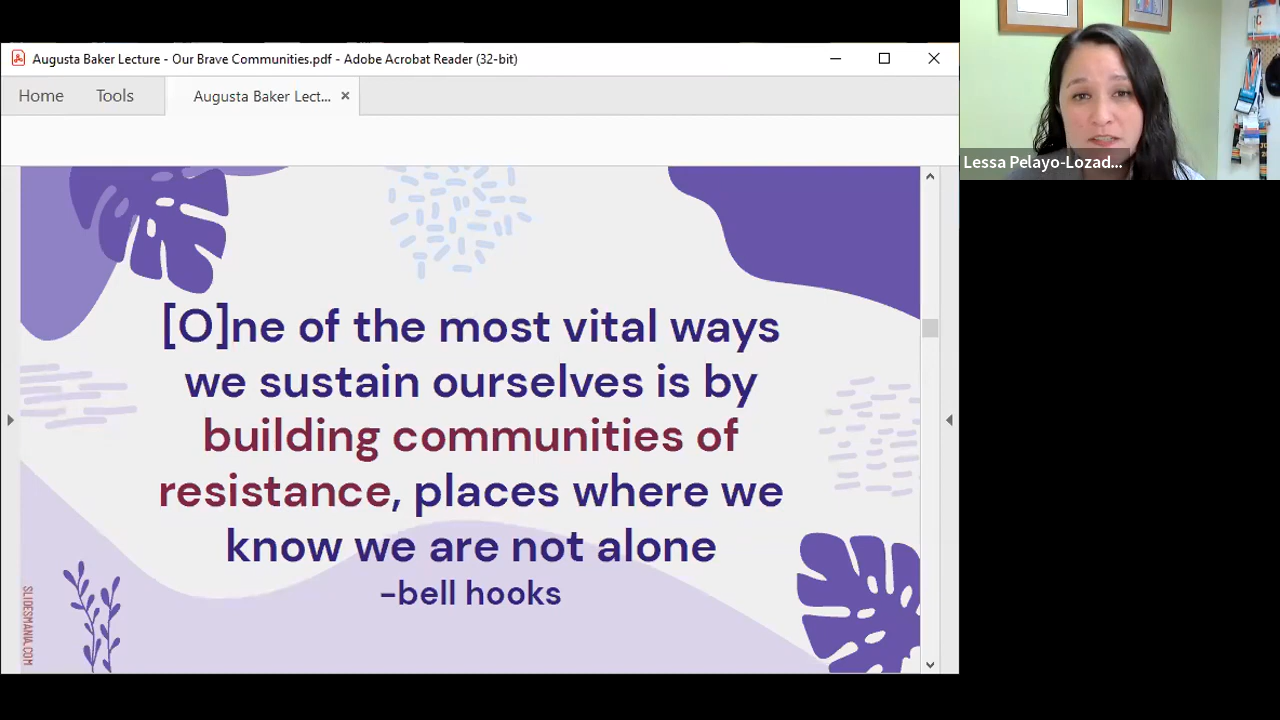 Augusta Baker Lecture - Our Brave Communities.pdf - Adobe Acrobat Reader (32-bit)
Home
Tools
Augusta Baker Lect...
Lessa Pelayo-Lozad...
[O]ne of the most vital ways
we sustain ourselves is by
building communities of
resistance, places where we
know we are not alone
-bell hooks
SLIDESMANIA.COM